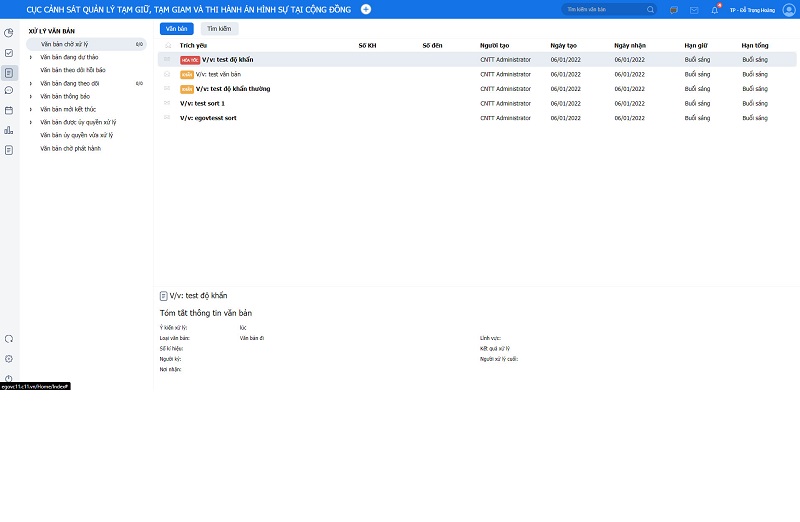 CỤC CẢNH SÁT QUẢN LÝ TẠM GIỮ, TẠM GIAM VÀ THI HÀNH ÁN HÌNH SỰ TẠI CỘNG ĐỒNG
Tìm kiếm văn bản
TP - Đỗ Trọng Hoàng
XỬ LÝ VĂN BẢN
Văn bản chờ xử lý 0/0
Văn bản đang dự thảo
Văn bản theo dõi hồi báo
Văn bản đang theo dõi 0/0
Văn bản thông báo
Văn bản mới kết thúc
Văn bản được ủy quyền xử lý
Văn bản ủy quyền vừa xử lý
Văn bản chờ phát hành
Văn bản Tìm kiếm
Trích yếu Số KH Số đến Người tạo Ngày tạo Ngày nhận Hạn giữ Hạn tổng
HỎA TỐC V/v: test độ khẩn CNTT Administrator 06/01/2022 06/01/2022 Buổi sáng Buổi sáng
KHẨN V/v: test văn bản CNTT Administrator 06/01/2022 06/01/2022 Buổi sáng Buổi sáng
KHẨN V/v: test độ khẩn thường CNTT Administrator 06/01/2022 06/01/2022 Buổi sáng Buổi sáng
V/v: test sort 1 CNTT Administrator 06/01/2022 06/01/2022 Buổi sáng Buổi sáng
V/v: egovtesst sort CNTT Administrator 06/01/2022 06/01/2022 Buổi sáng Buổi sáng
V/v: test độ khẩn
Tóm tắt thông tin văn bản
Ý kiến xử lý: lúc
Loại văn bản: Văn bản đi Lĩnh vực:
Số kí hiệu: Kết quả xử lý
Người ký: Người xử lý cuối:
Nơi nhận:
egovc11.c11.vn/Home/Index#